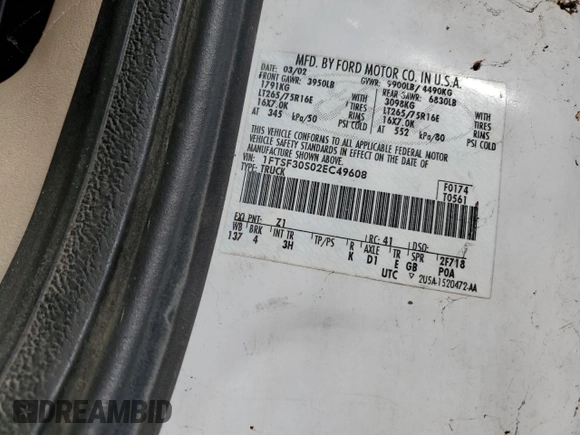 MFD. BY FORD MOTOR CO. IN U.S.A.
DATE: 03/02 GVWR: 9900LB/ 4490KG
FRONT GAWR: 3950LB REAR GAWR: 6830LB
1791KG WITH 3098KG WITH
LT265/75R16E TIRES LT265/75R16E TIRES
16X7.0K RIMS 16X7.0K RIMS
AT 345 kPa/50 PSI COLD AT 552 kPa/80 PSI COLD
THIS VEHICLE CONFORMS TO ALL APPLICABLE FEDERAL MOTOR
VEHICLE SAFETY STANDARDS IN EFFECT ON THE DATE OF
MANUFACTURE SHOWN ABOVE.
VIN: 1FTSF30S02EC49608
TYPE: TRUCK
F0174
T0561
EXT PNT: Z1 RC: 41 DSO:
WB BRK INT TR TP/PS R AXLE TR SPR 2F718
137 4 3H K D1 E GB P0A
UTC ▽ 2U5A-1520472-AA
DREAMBID